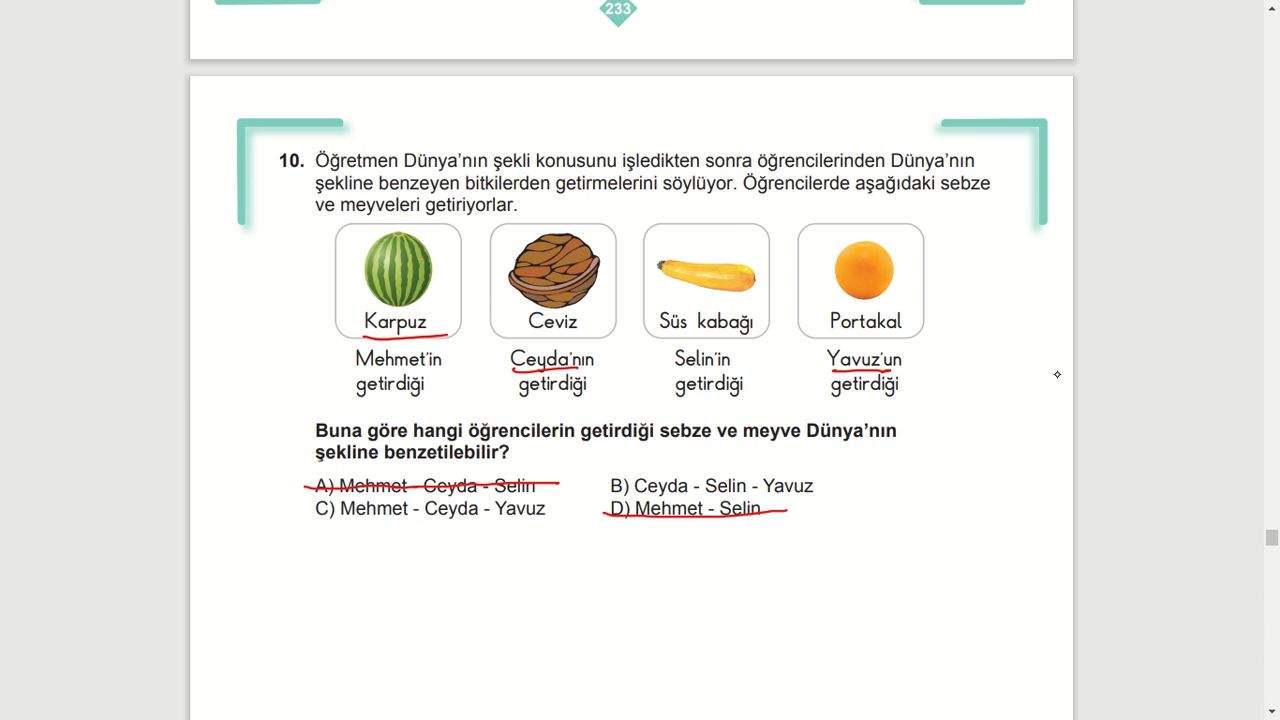 233
10. Öğretmen Dünya'nın şekli konusunu işledikten sonra öğrencilerinden Dünya'nın
şekline benzeyen bitkilerden getirmelerini söylüyor. Öğrencilerde aşağıdaki sebze
ve meyveleri getiriyorlar.
Karpuz Ceviz Süs kabağı Portakal
Mehmet'in Ceyda'nın Selin'in Yavuz'un
getirdiği getirdiği getirdiği getirdiği
Buna göre hangi öğrencilerin getirdiği sebze ve meyve Dünya'nın
şekline benzetilebilir?
A) Mehmet - Ceyda - Selin B) Ceyda - Selin - Yavuz
C) Mehmet - Ceyda - Yavuz D) Mehmet - Selin